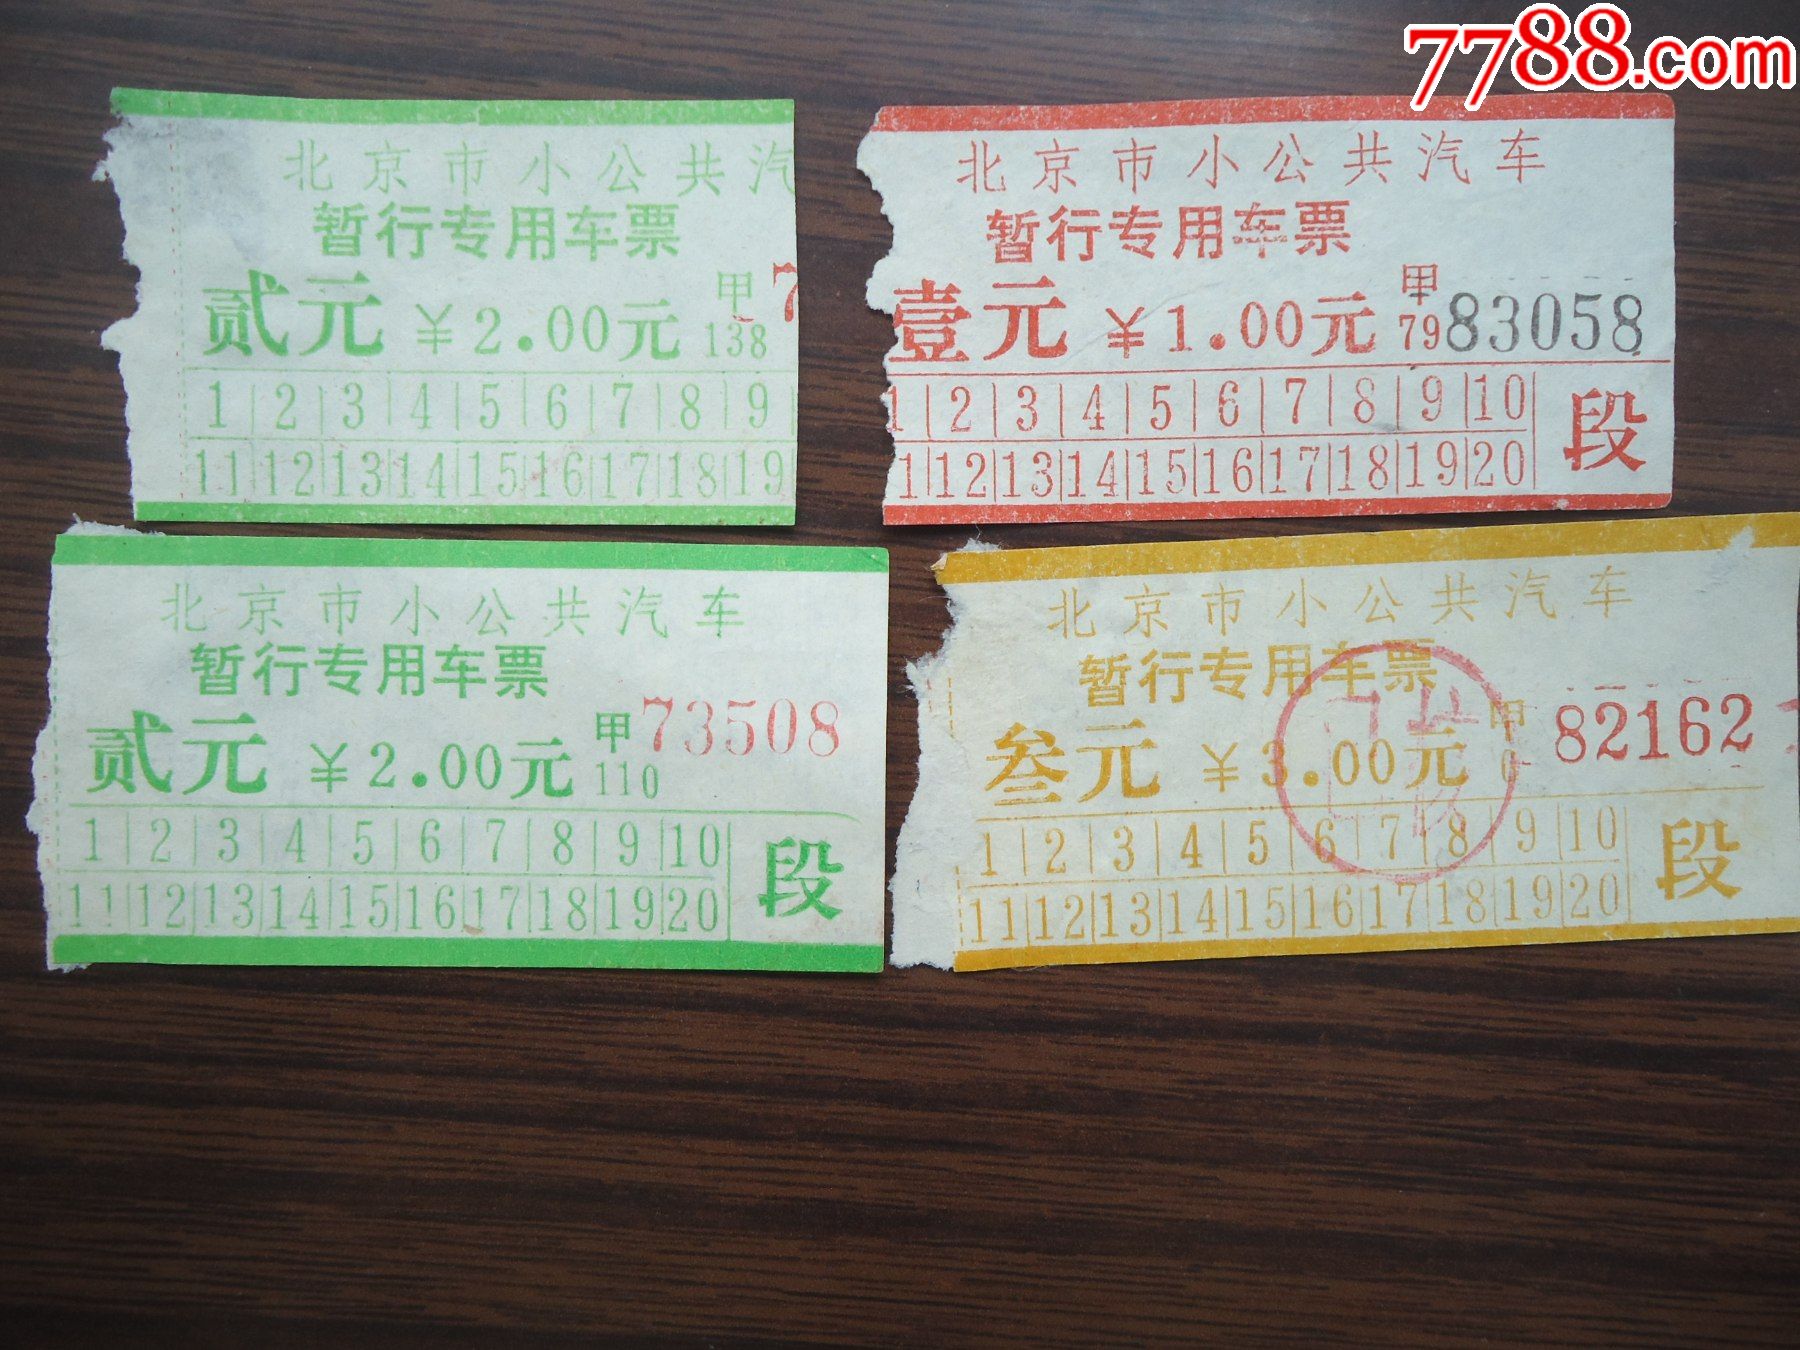 7788.com
北京市小公共汽
暂行专用车票
贰元 ¥2.00元 甲 138 7
1 2 3 4 5 6 7 8 9
11 12 13 14 15 16 17 18 19
北京市小公共汽车
暂行专用车票
壹元 ¥1.00元 甲 79 83058
1 2 3 4 5 6 7 8 9 10
11 12 13 14 15 16 17 18 19 20
段
北京市小公共汽车
暂行专用车票
贰元 ¥2.00元 甲 110 73508
1 2 3 4 5 6 7 8 9 10
11 12 13 14 15 16 17 18 19 20
段
北京市小公共汽车
暂行专用车票
叁元 ¥3.00元 甲 82162
1 2 3 4 5 6 7 8 9 10
11 12 13 14 15 16 17 18 19 20
段